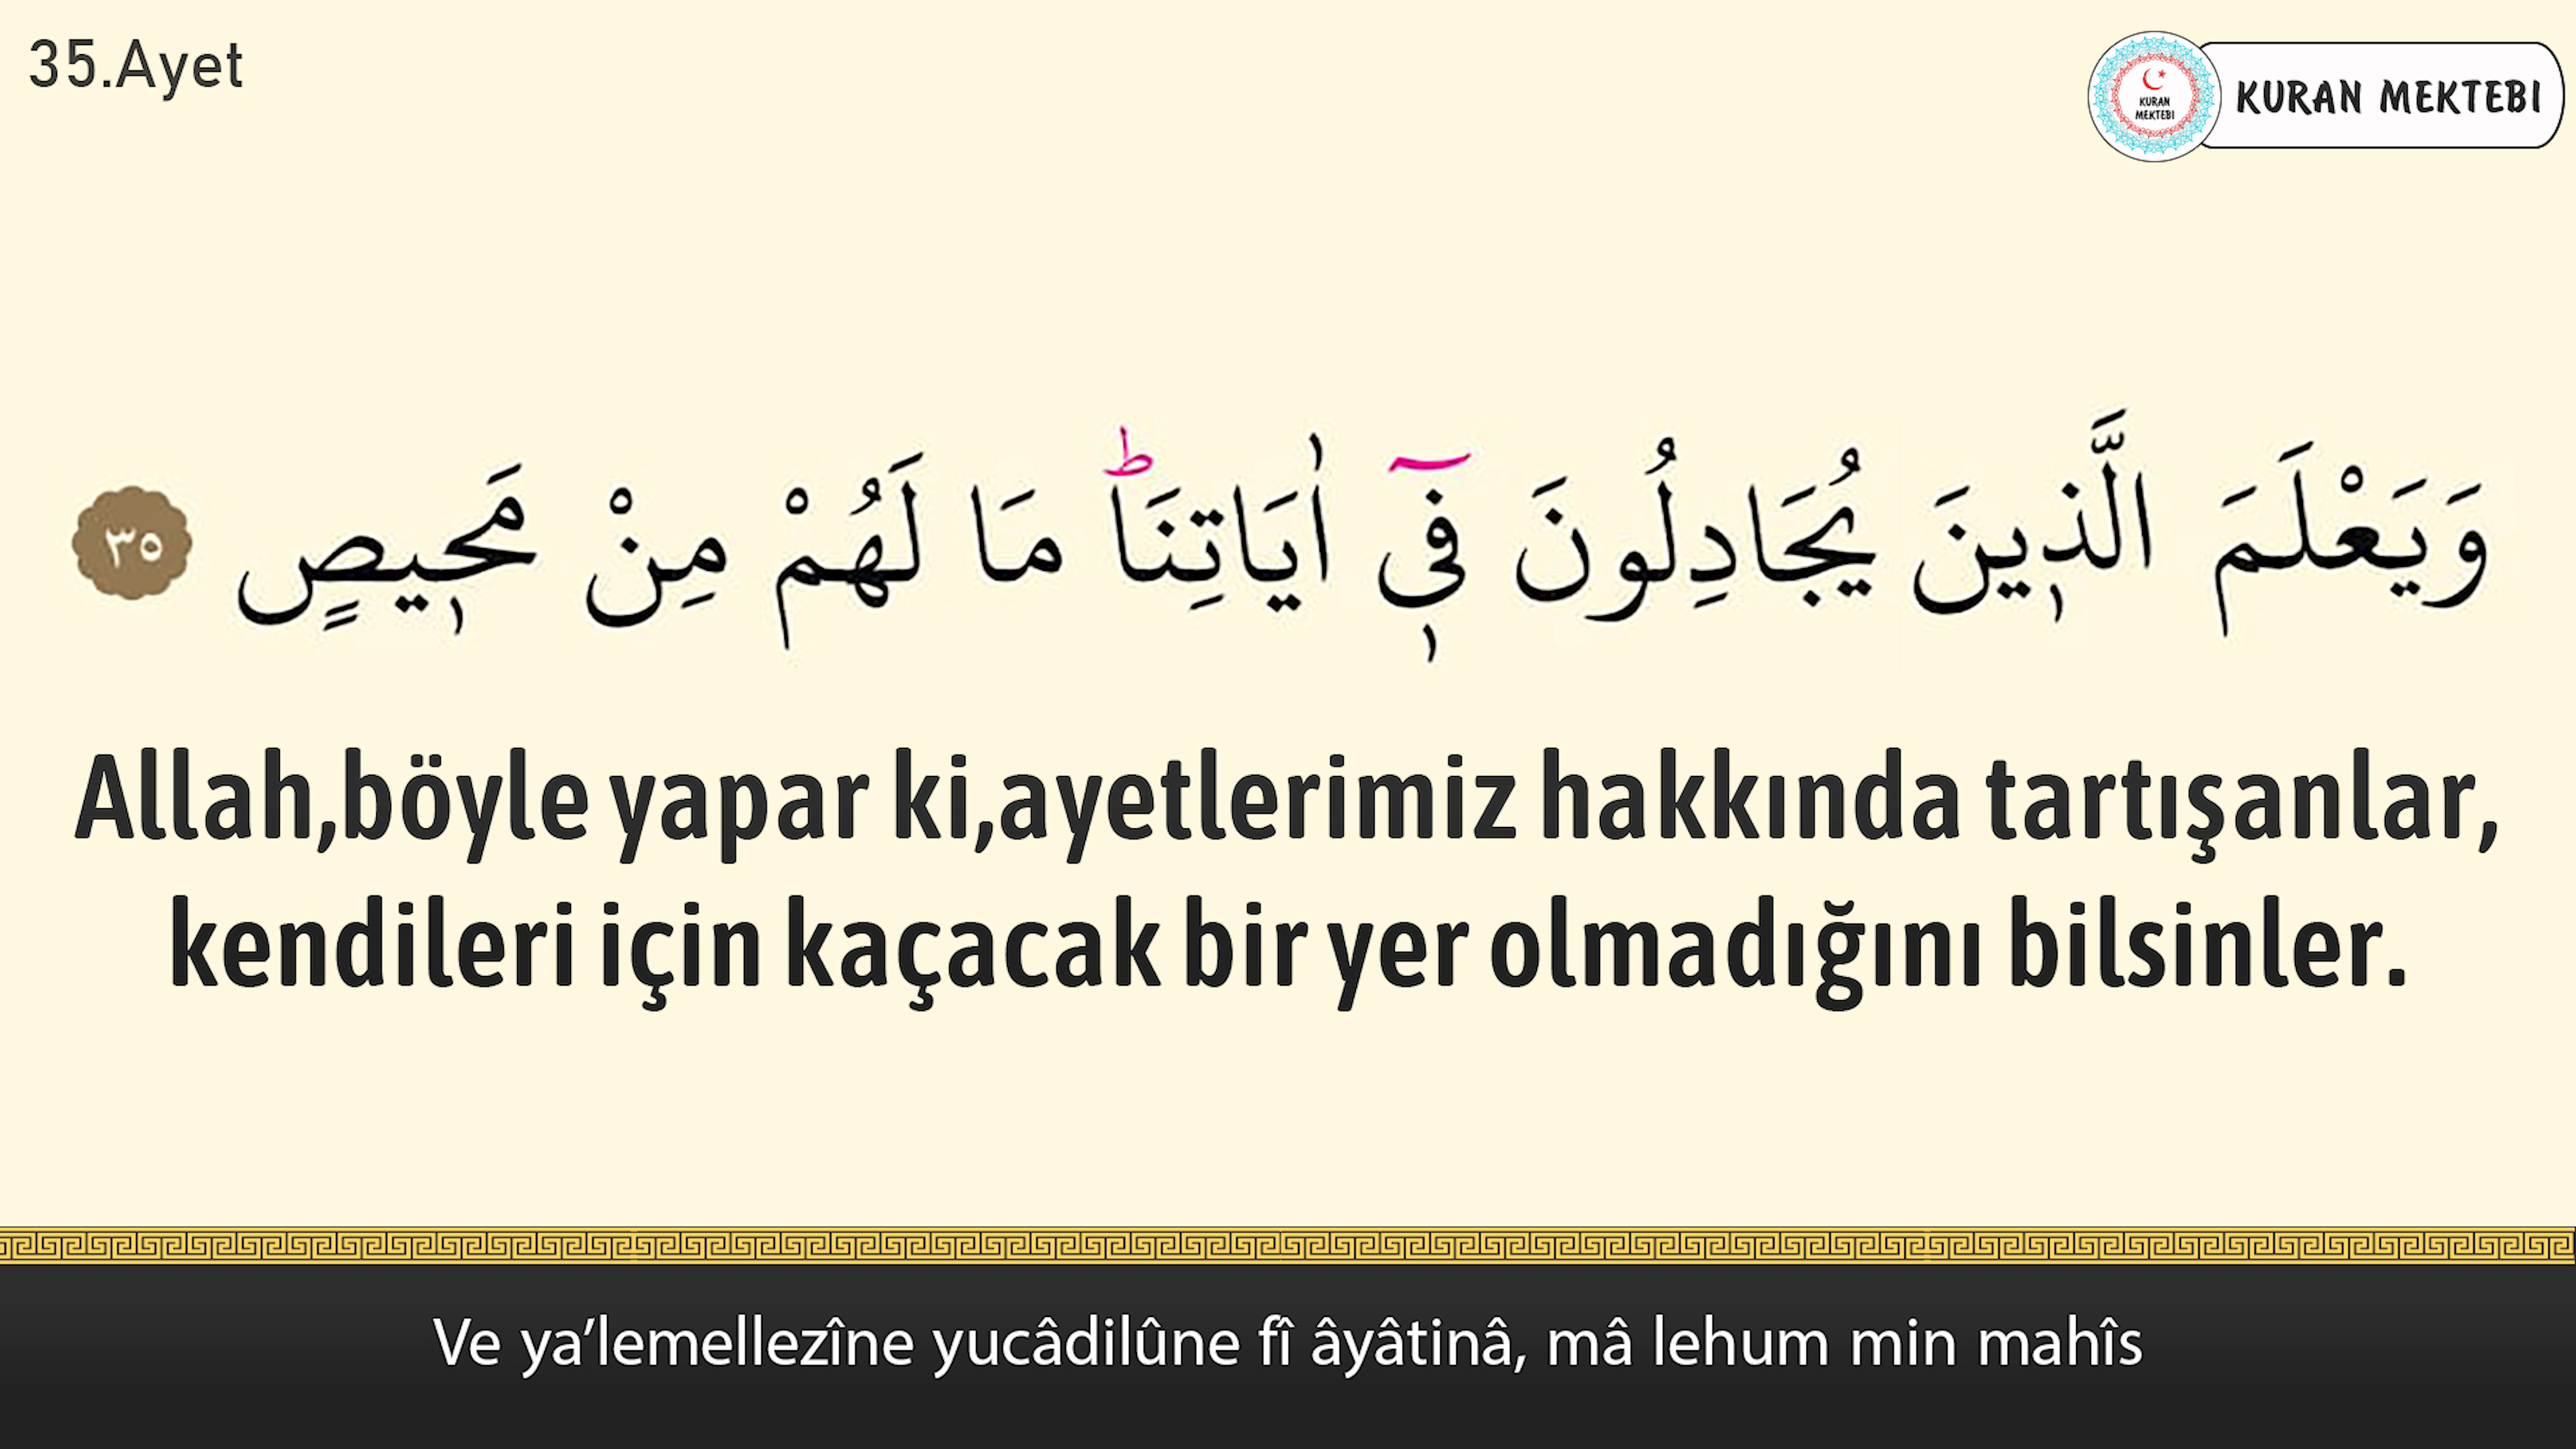 35.Ayet
KURAN
MEKTEBI
KURAN MEKTEBI
وَيَعْلَمَ الَّذ۪ينَ يُجَادِلُونَ ف۪ٓي اٰيَاتِنَاۜ مَا لَهُمْ مِنْ مَح۪يصٍ ٣٥
Allah,böyle yapar ki,ayetlerimiz hakkında tartışanlar,
kendileri için kaçacak bir yer olmadığını bilsinler.
Ve ya’lemellezîne yucâdilûne fî âyâtinâ, mâ lehum min mahîs